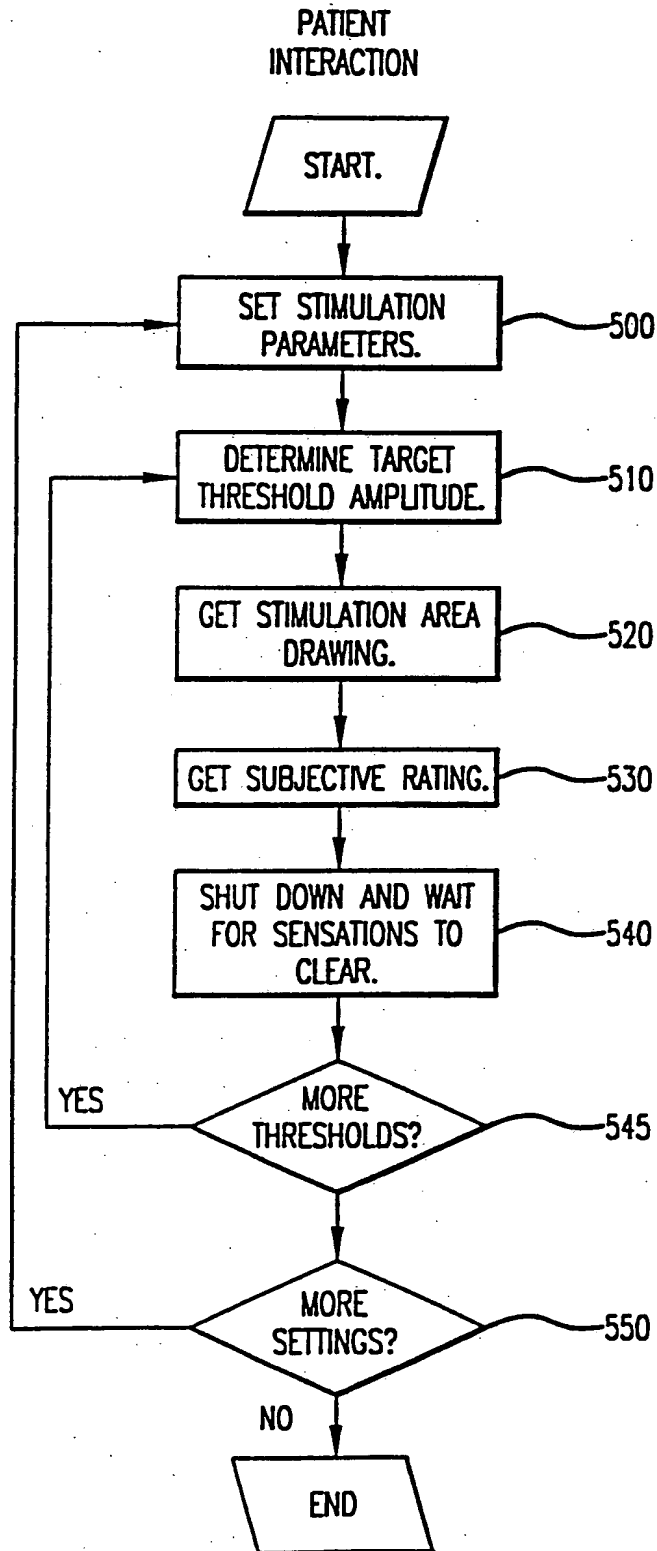 PATIENT
INTERACTION
START.
SET STIMULATION
PARAMETERS.
500
DETERMINE TARGET
THRESHOLD AMPLITUDE.
510
GET STIMULATION AREA
DRAWING.
520
GET SUBJECTIVE RATING.
530
SHUT DOWN AND WAIT
FOR SENSATIONS TO
CLEAR.
540
YES
MORE
THRESHOLDS?
545
YES
MORE
SETTINGS?
550
NO
END